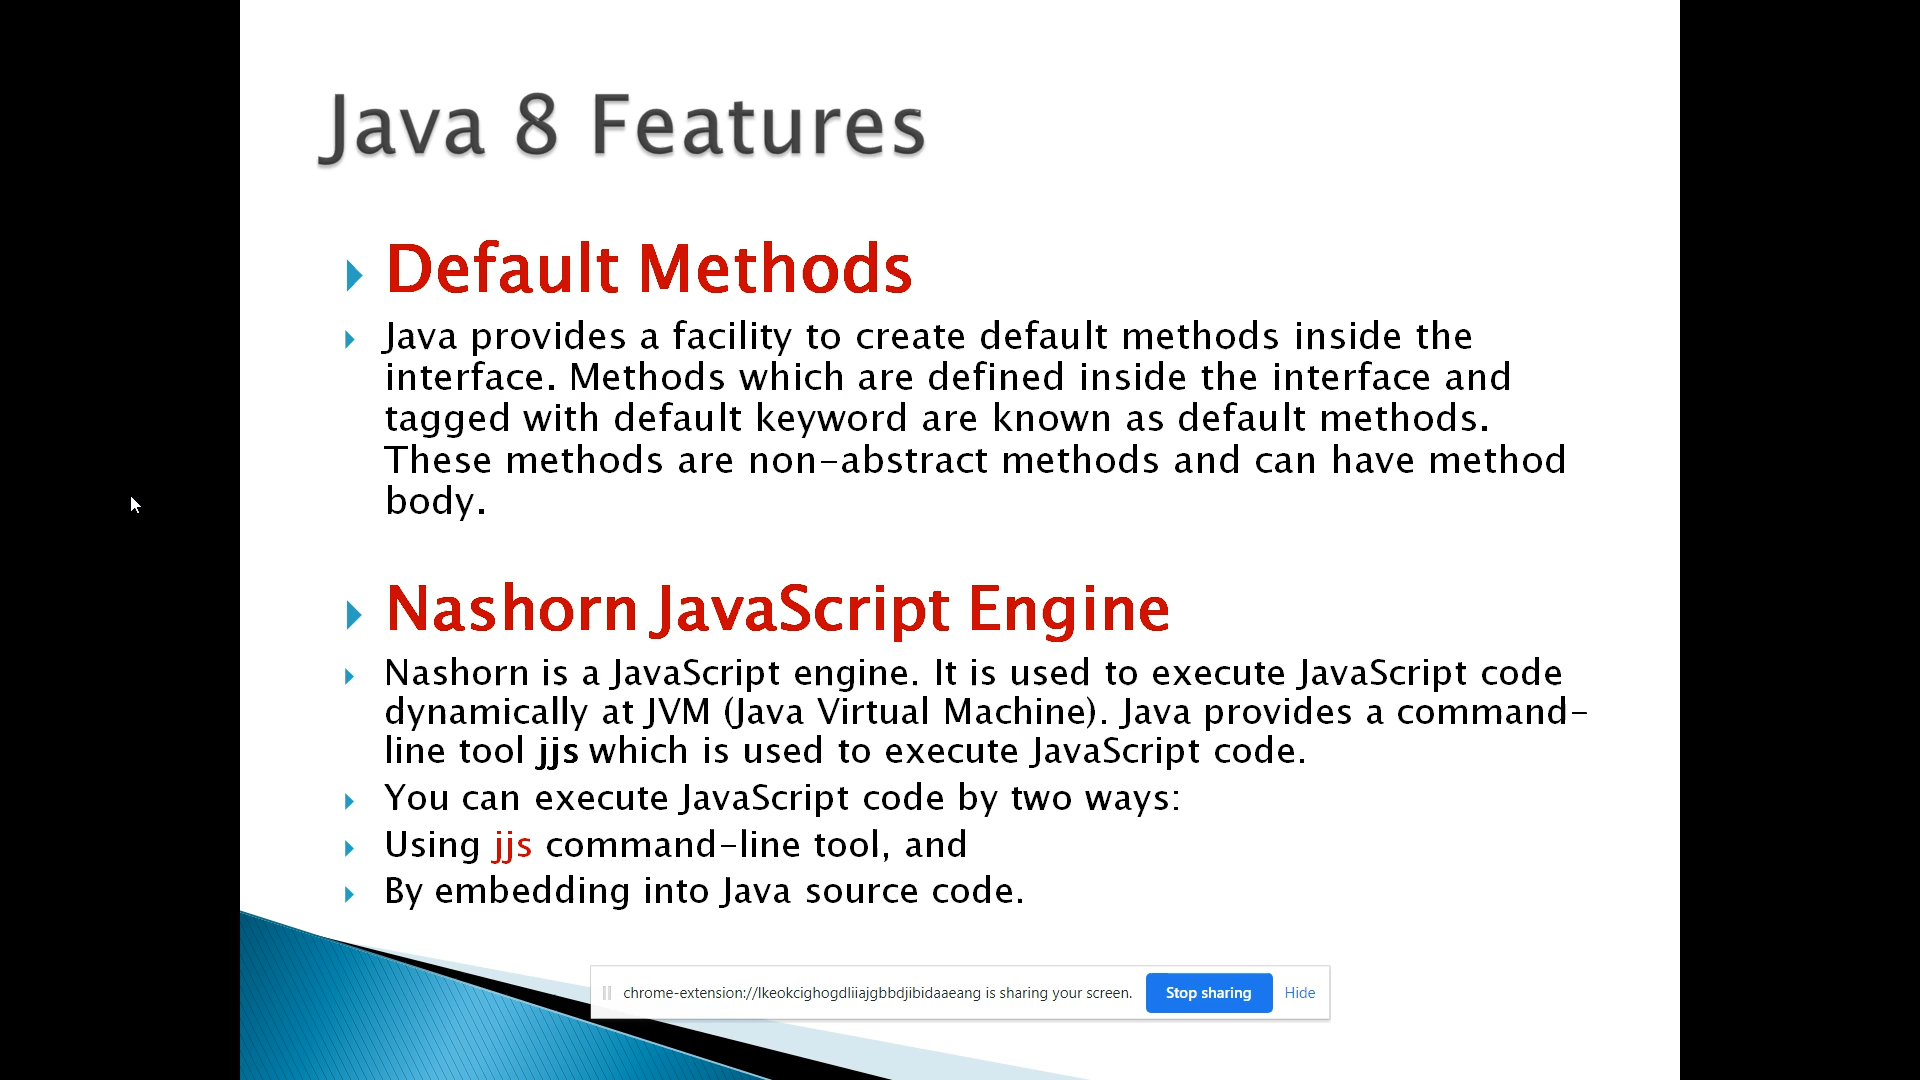 Java 8 Features
Default Methods
Java provides a facility to create default methods inside the
interface. Methods which are defined inside the interface and
tagged with default keyword are known as default methods.
These methods are non-abstract methods and can have method
body.
Nashorn JavaScript Engine
Nashorn is a JavaScript engine. It is used to execute JavaScript code
dynamically at JVM (Java Virtual Machine). Java provides a command-
line tool jjs which is used to execute JavaScript code.
You can execute JavaScript code by two ways:
Using jjs command-line tool, and
By embedding into Java source code.
chrome-extension://lkeokcighogdliiajgbbdjibidaaeang is sharing your screen. Stop sharing Hide